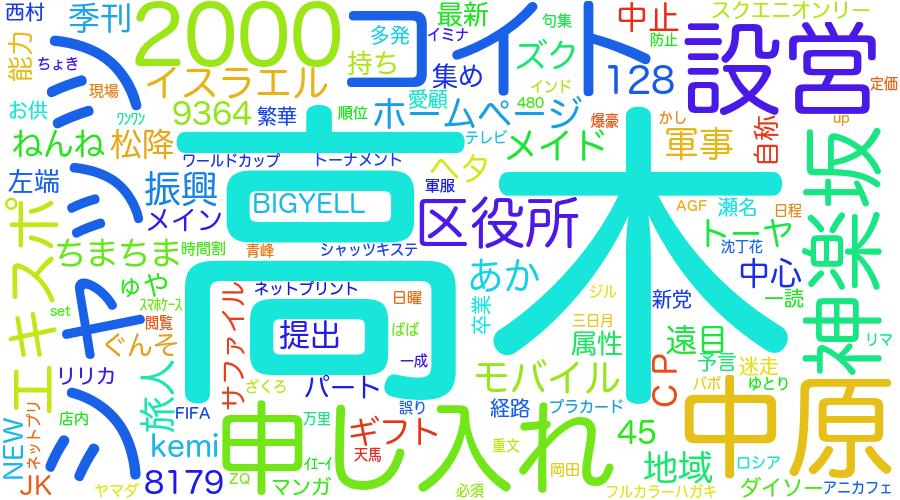 西村
季刊
2000
コイト
最新
句集
中止
スクエニオンリー
能力
ちょき
現場
イスラエル
持ち
多発
イミナ
集め
ズク
防止
設営
定価
お供
ワンワン
9364
繁華
順位
愛顧
ホームページ
インド
480
128
爆豪
かし
up
ねんね
松降
ワールドカップ
トーナメント
テレビ
メイド
軍事
自称
左端
振興
BIGYELL
軍服
ヘタ
AGF
瀬名
日程
神楽坂
メイン
高木
区役所
トーヤ
沈丁花
エキスポ
シャッツ
ちまちま
時間割
青峰
シャッツキステ
あか
中心
ゅや
ネットプリント
日曜
卒業
ジル
新党
一読
set
スマホケース
閲覧
サファイル
提出
ばば
三日月
属性
遠目
リマ
ぐんそ
一成
予言
迷走
リリカ
旅人
ざくろ
パート
モバイル
CP
バボ
ゆとり
店内
FIFA
万里
誤り
経路
プラカード
中原
NEW
ネットプリ
kemi
申し入れ
ギフト
45
天馬
重文
地域
ロシア
JK
ヤマダ
8179
ZQ
イエーイ
マンガ
必須
岡田
フルカラーハガキ
ダイソー
アニカフェ